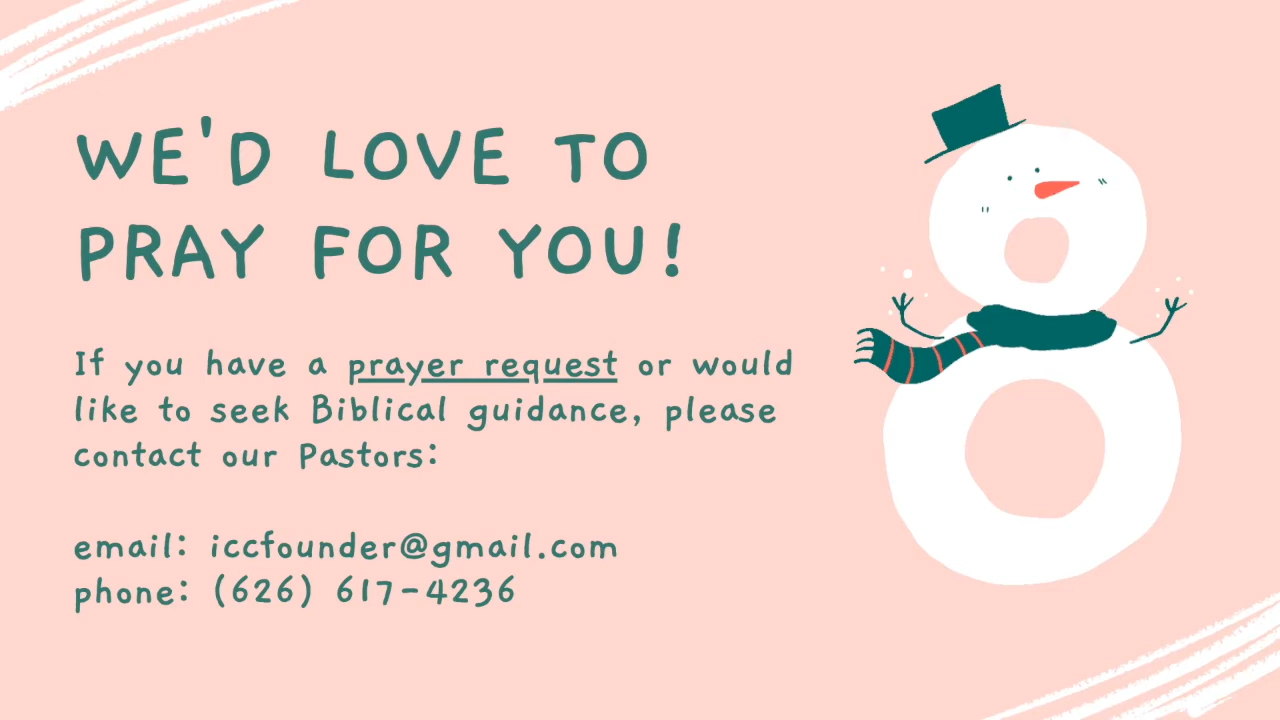 WE'D LOVE TO
PRAY FOR YOU!
If you have a prayer request or would
like to seek Biblical guidance, please
contact our Pastors:
email: iccfounder@gmail.com
phone: (626) 617-4236